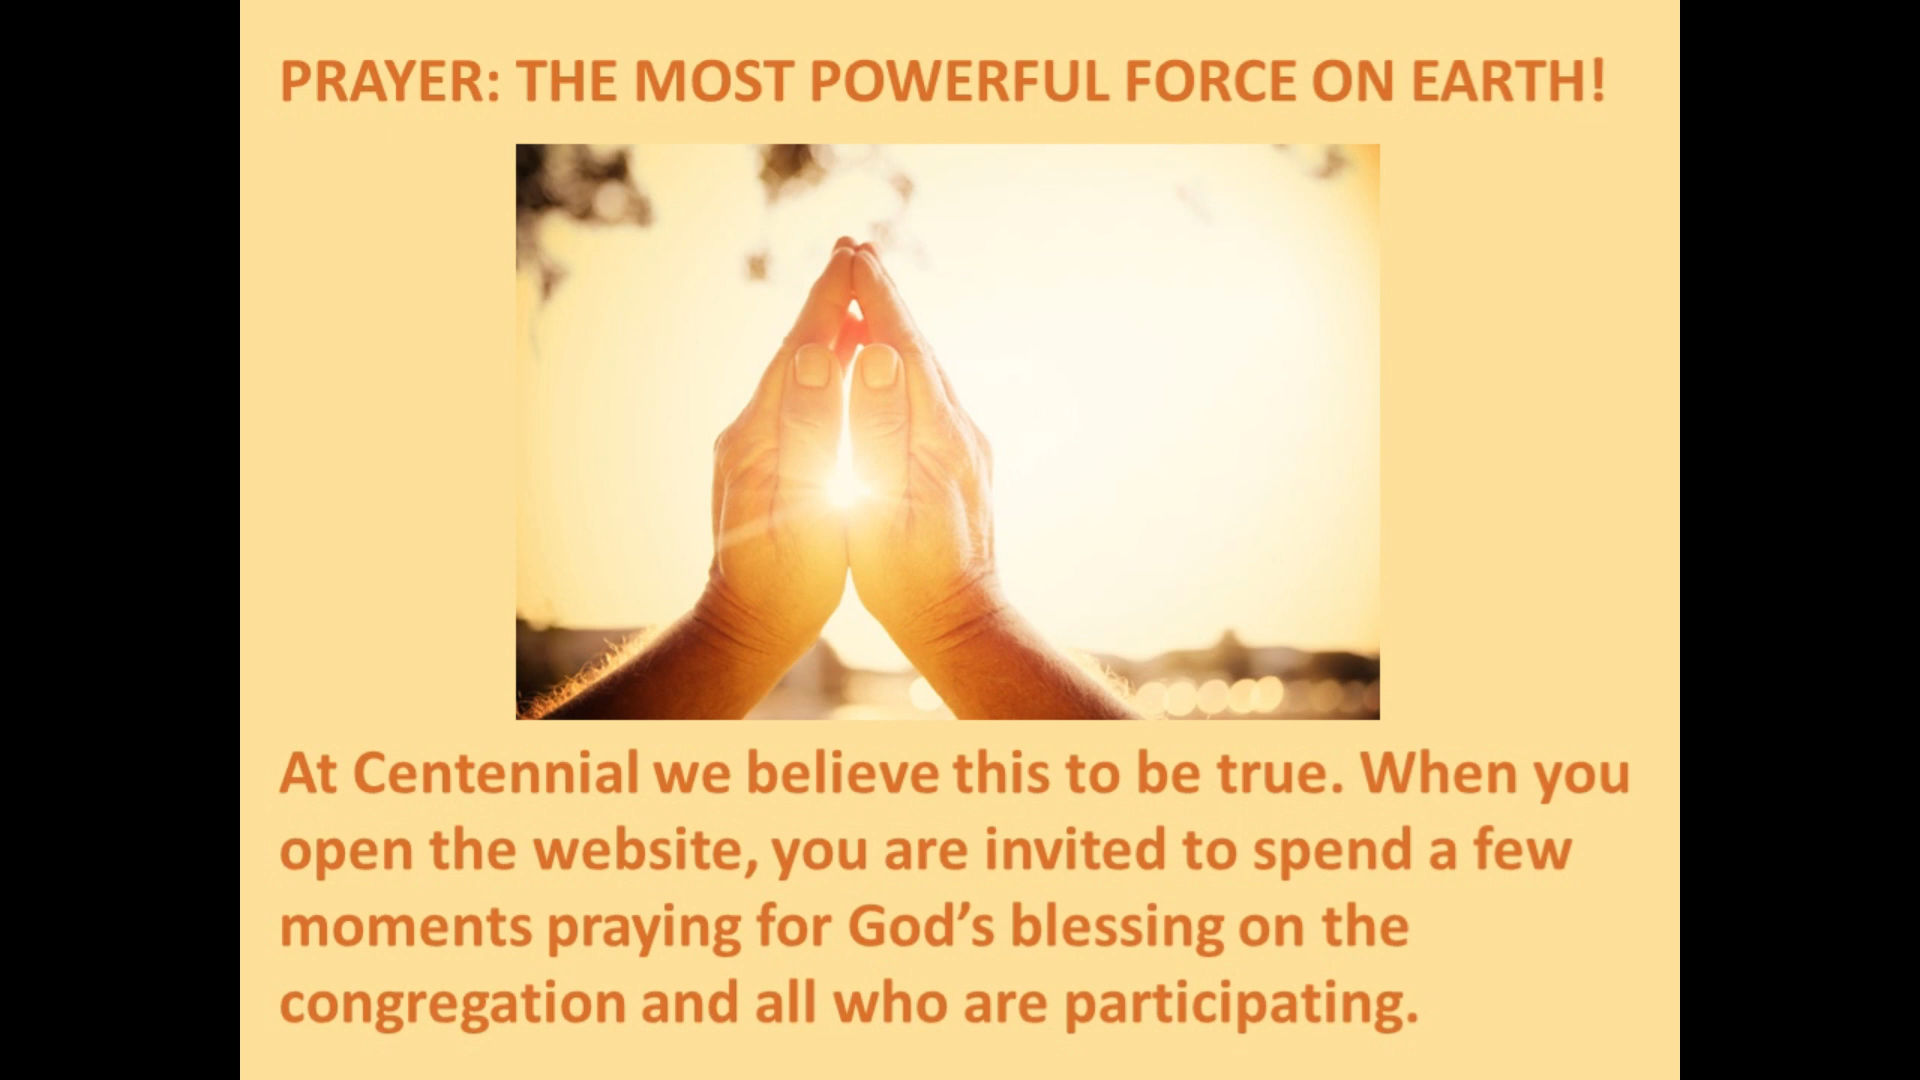 PRAYER: THE MOST POWERFUL FORCE ON EARTH!
At Centennial we believe this to be true. When you
open the website, you are invited to spend a few
moments praying for God’s blessing on the
congregation and all who are participating.